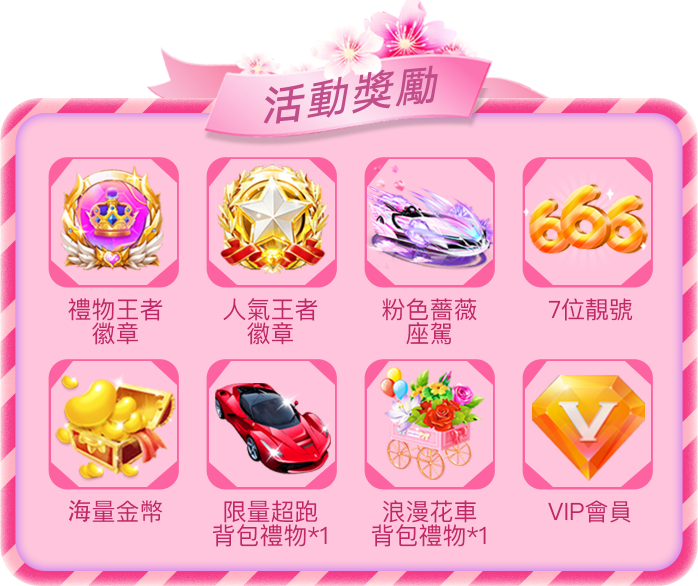 活動獎勵
666
禮物王者
徽章
人氣王者
徽章
粉色薔薇
座駕
7位靚號
V
海量金幣
限量超跑
背包禮物*1
浪漫花車
背包禮物*1
VIP會員